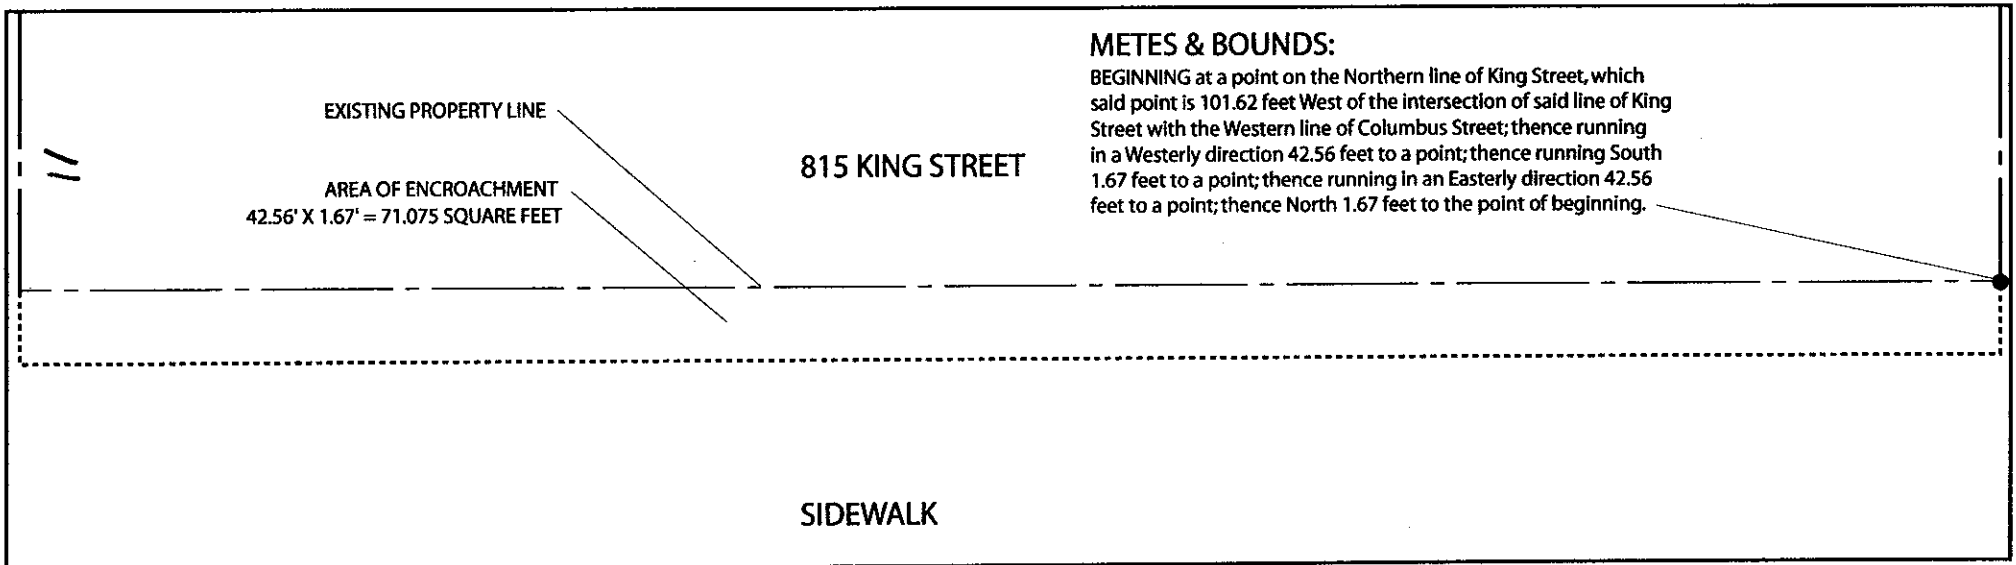 METES & BOUNDS:
BEGINNING at a point on the Northern line of King Street, which
said point is 101.62 feet West of the intersection of said line of King
Street with the Western line of Columbus Street; thence running
in a Westerly direction 42.56 feet to a point; thence running South
1.67 feet to a point; thence running in an Easterly direction 42.56
feet to a point; thence North 1.67 feet to the point of beginning.
EXISTING PROPERTY LINE
815 KING STREET
AREA OF ENCROACHMENT
42.56' X 1.67' = 71.075 SQUARE FEET
SIDEWALK